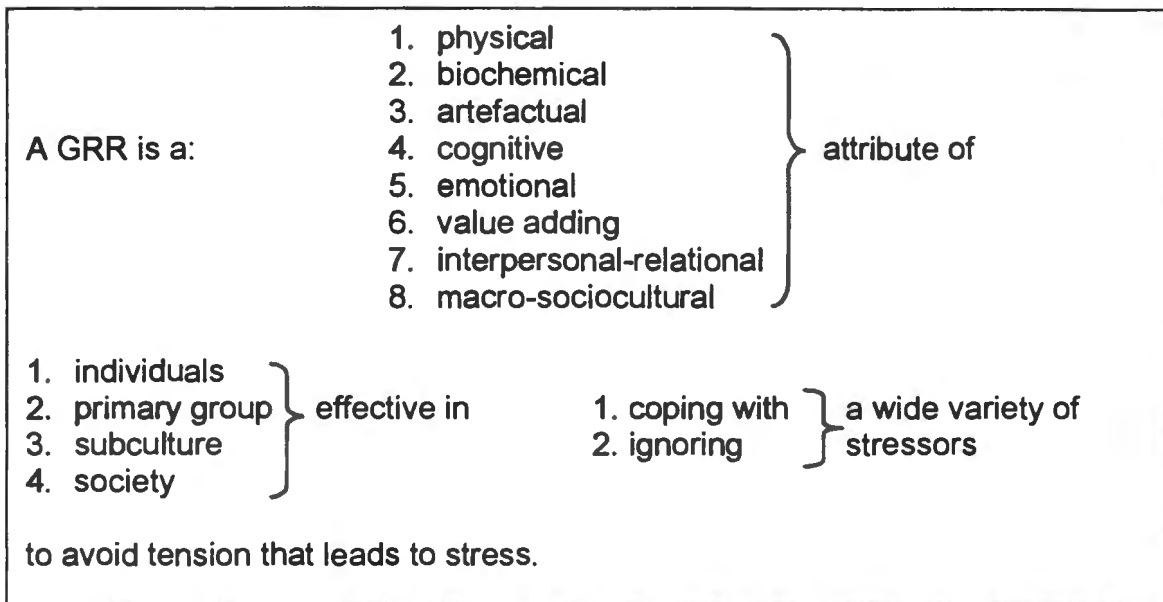 1. physical
2. biochemical
3. artefactual
A GRR is a: 4. cognitive attribute of
5. emotional
6. value adding
7. interpersonal-relational
8. macro-sociocultural
1. individuals
2. primary group effective in 1. coping with a wide variety of
3. subculture 2. ignoring stressors
4. society
to avoid tension that leads to stress.